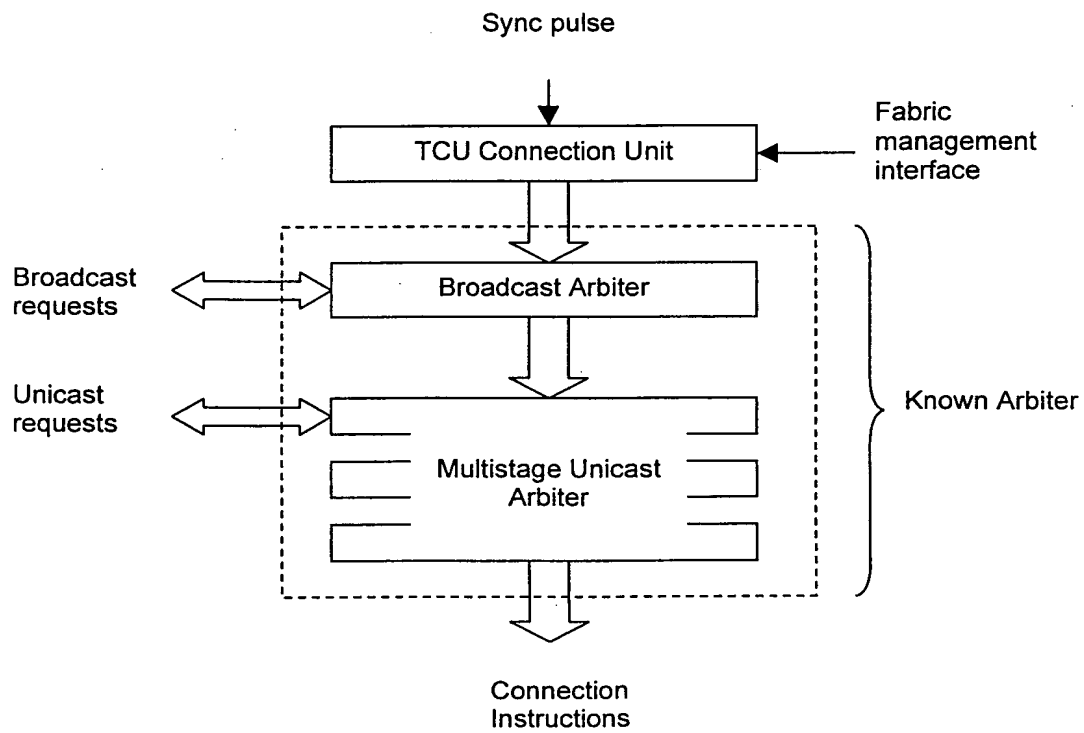 Sync pulse
TCU Connection Unit
Fabric
management
interface
Broadcast
requests
Broadcast Arbiter
Unicast
requests
Known Arbiter
Multistage Unicast
Arbiter
Connection
Instructions